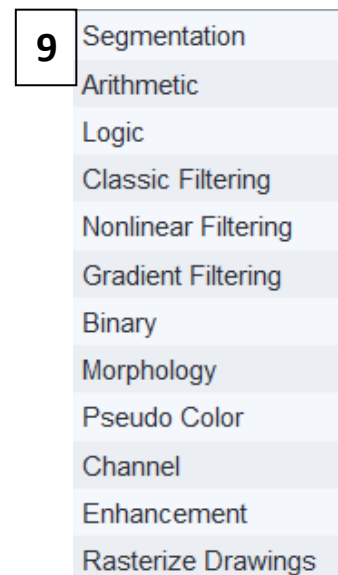 9
Segmentation
Arithmetic
Logic
Classic Filtering
Nonlinear Filtering
Gradient Filtering
Binary
Morphology
Pseudo Color
Channel
Enhancement
Rasterize Drawings